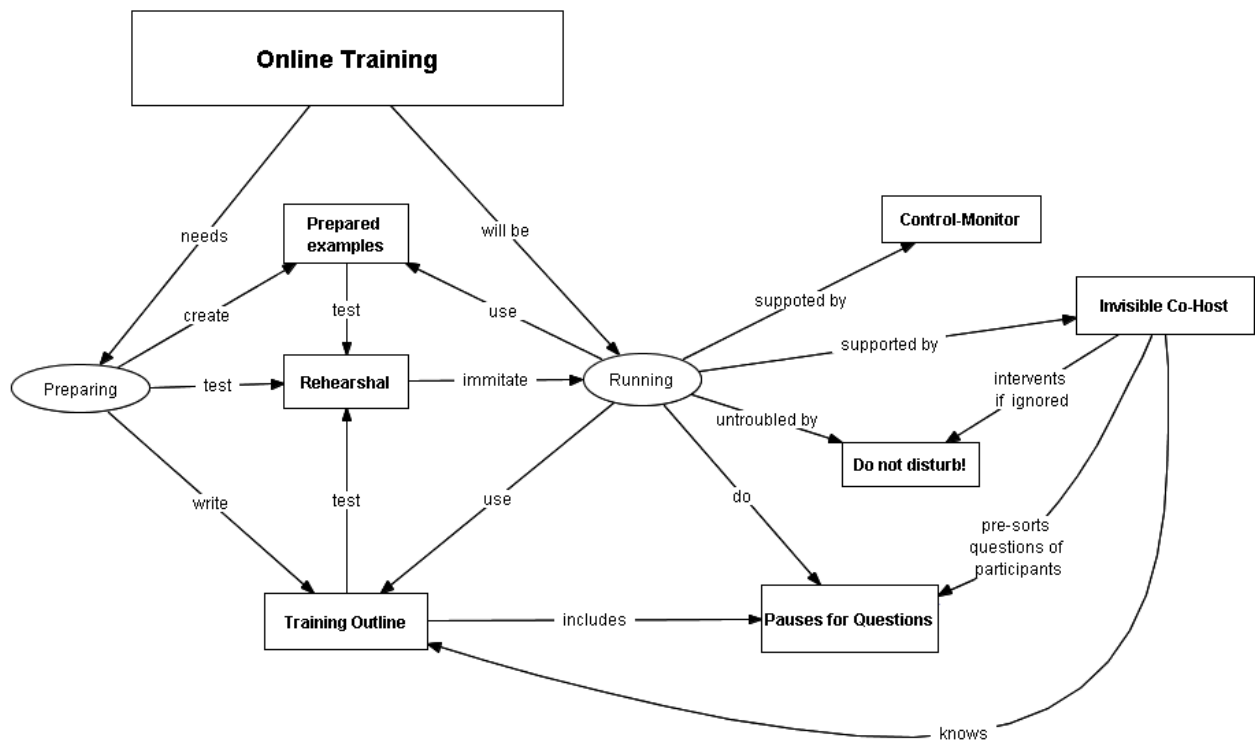 Online Training
needs
Prepared
examples
will be
Control-Monitor
create
test
use
suppoted by
Invisible Co-Host
supported by
Preparing
test
Rehearshal
immitate
Running
intervents
if ignored
untroubled by
Do not disturb!
write
test
use
do
pre-sorts
questions of
participants
Training Outline
includes
Pauses for Questions
knows